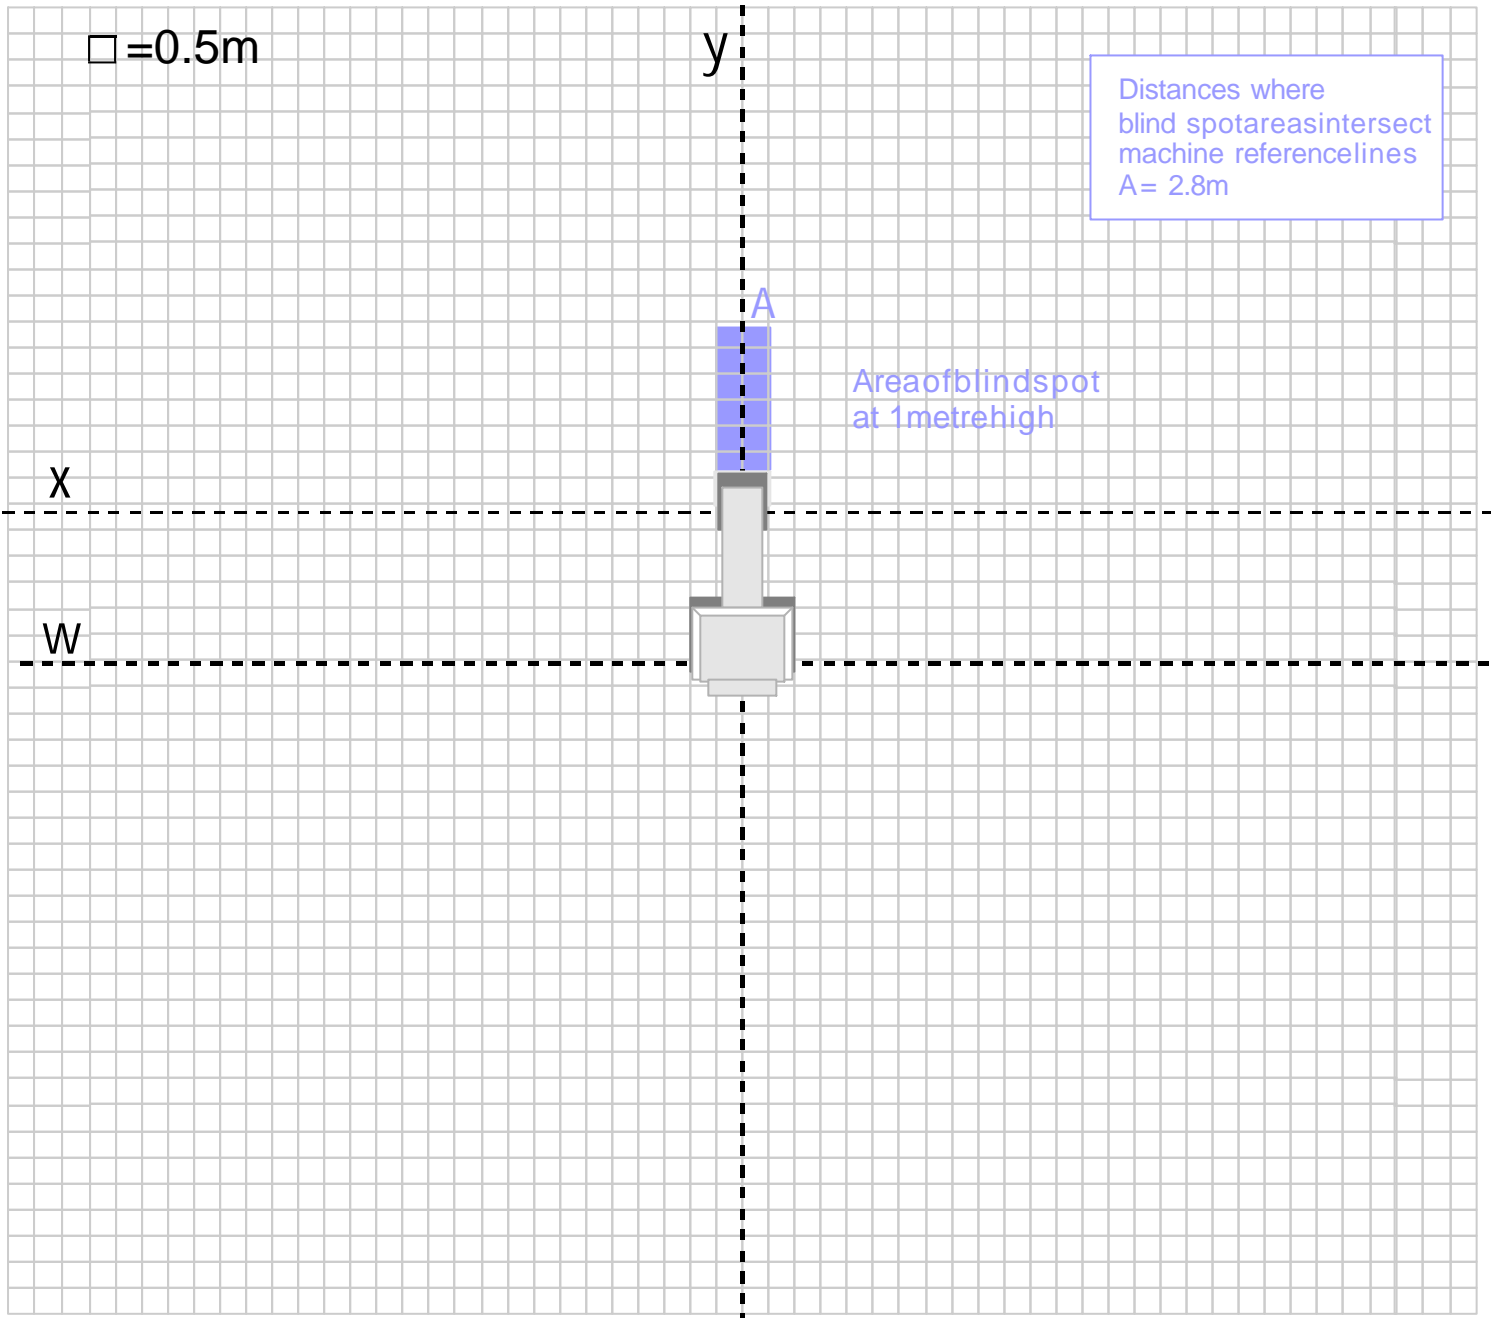 □ =0.5m
y
Distances where
blind spotareasintersect
machine referencelines
A= 2.8m
A
Areaofblindspot
at 1metrehigh
x
w